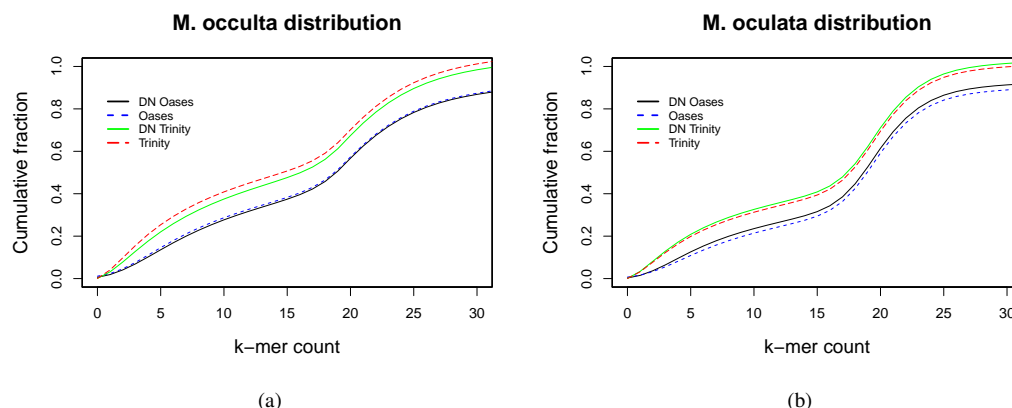 M. occulta distribution
1.0
0.8
0.6
0.4
0.2
0.0
Cumulative fraction
DN Oases
Oases
DN Trinity
Trinity
0 5 10 15 20 25 30
k−mer count
(a)
M. oculata distribution
1.0
0.8
0.6
0.4
0.2
0.0
Cumulative fraction
DN Oases
Oases
DN Trinity
Trinity
0 5 10 15 20 25 30
k−mer count
(b)